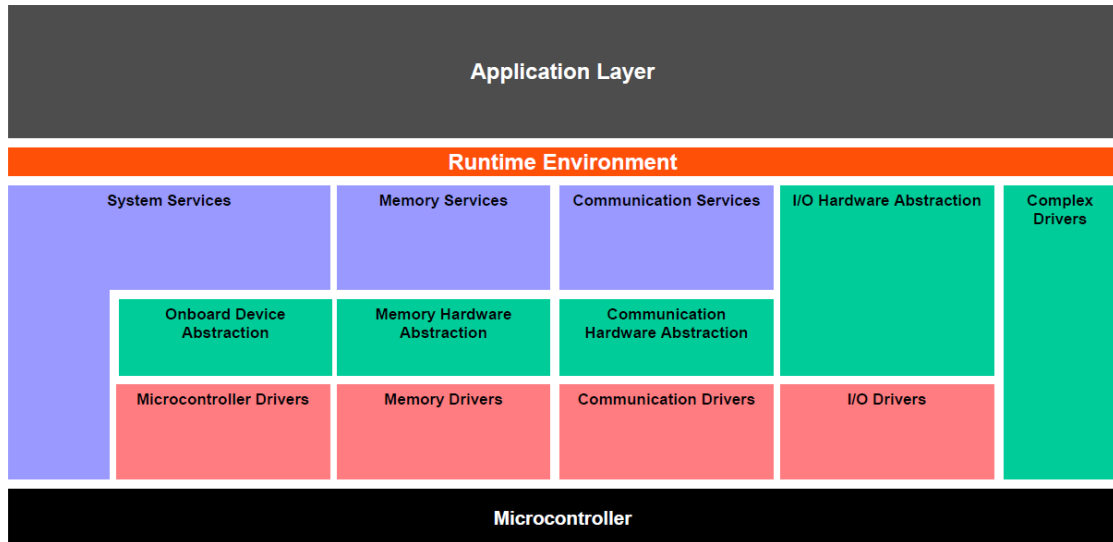 Application Layer
Runtime Environment
System Services
Memory Services
Communication Services
I/O Hardware Abstraction
Complex
Drivers
Onboard Device
Abstraction
Memory Hardware
Abstraction
Communication
Hardware Abstraction
Microcontroller Drivers
Memory Drivers
Communication Drivers
I/O Drivers
Microcontroller